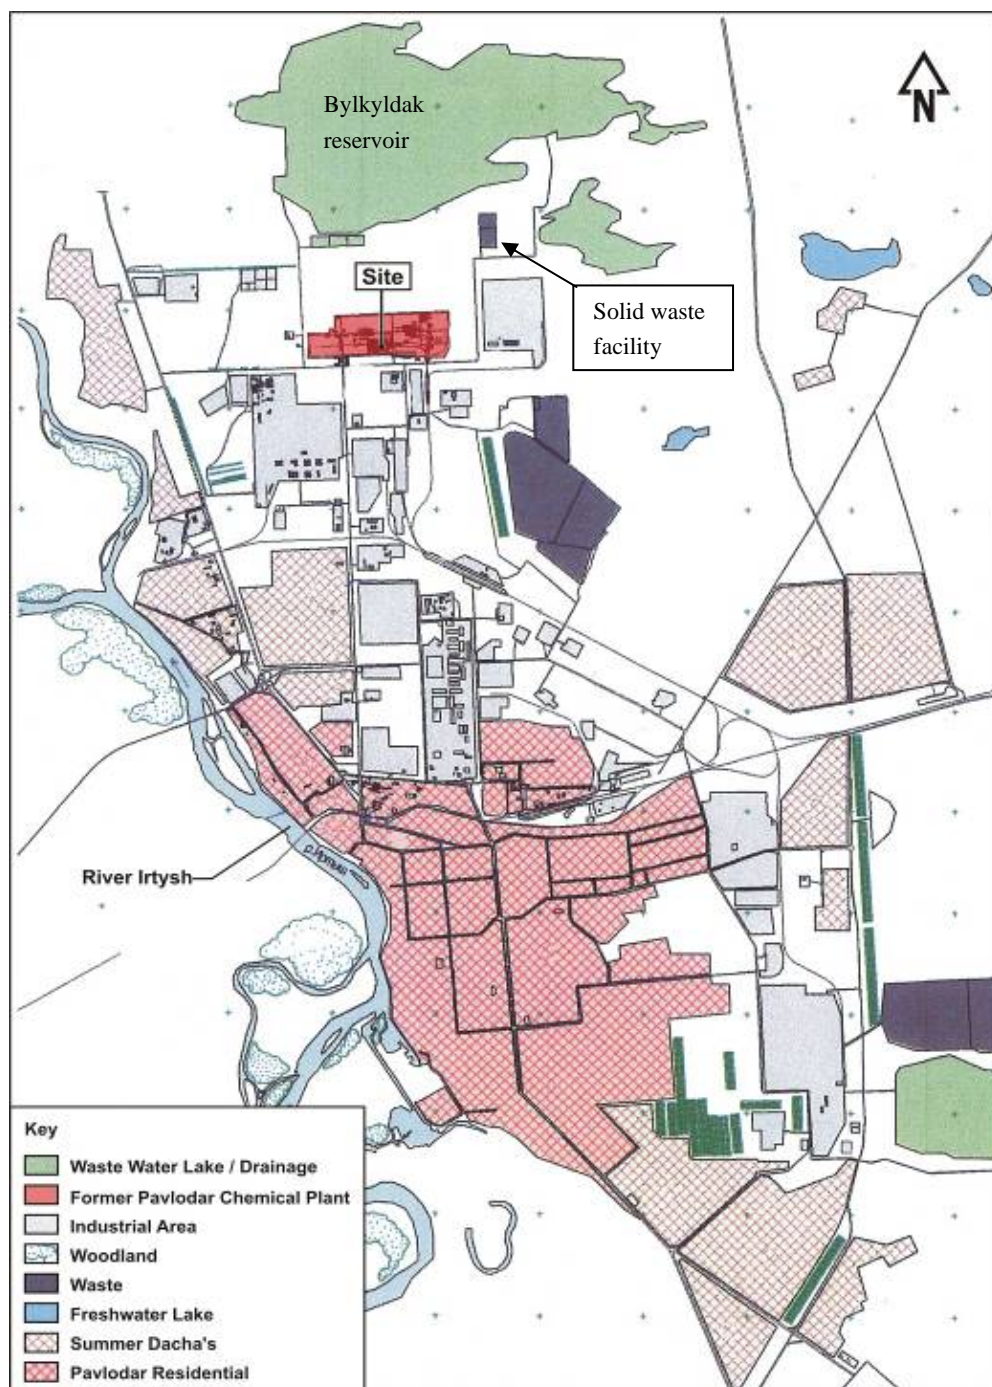 Bylkyldak
reservoir
N
Site
Solid waste
facility
River Irtysh
р.Иртыш
Key
Waste Water Lake / Drainage
Former Pavlodar Chemical Plant
Industrial Area
Woodland
Waste
Freshwater Lake
Summer Dacha's
Pavlodar Residential